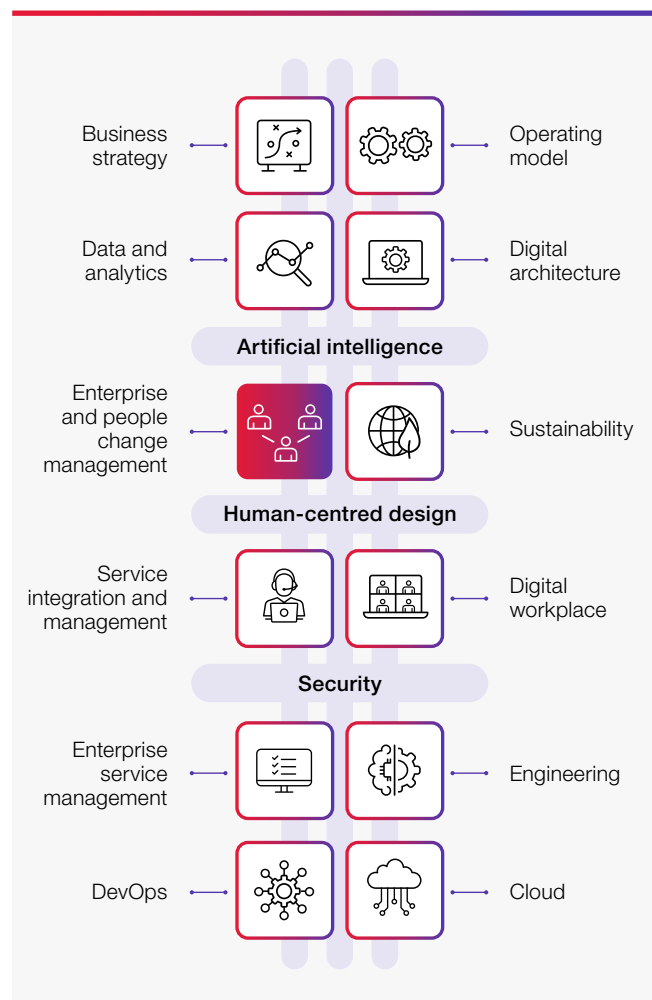 Business
strategy
Operating
model
Data and
analytics
Digital
architecture
Artificial intelligence
Enterprise
and people
change
management
Sustainability
Human-centred design
Service
integration and
management
Digital
workplace
Security
Enterprise
service
management
Engineering
DevOps
Cloud